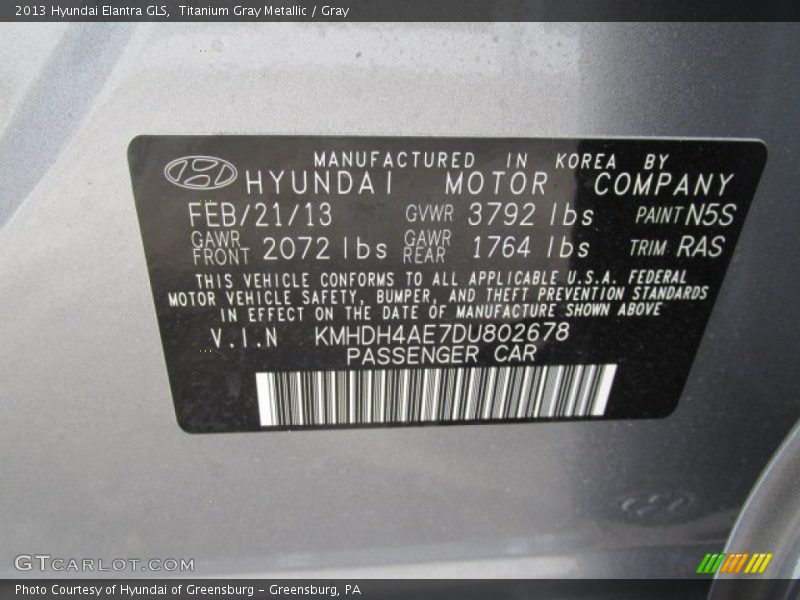 2013 Hyundai Elantra GLS, Titanium Gray Metallic / Gray
MANUFACTURED IN KOREA BY
HYUNDAI MOTOR COMPANY
FEB/21/13 GVWR 3792 lbs PAINT N5S
GAWR FRONT 2072 lbs GAWR REAR 1764 lbs TRIM RAS
THIS VEHICLE CONFORMS TO ALL APPLICABLE U.S.A. FEDERAL
MOTOR VEHICLE SAFETY, BUMPER, AND THEFT PREVENTION STANDARDS
IN EFFECT ON THE DATE OF MANUFACTURE SHOWN ABOVE
V.I.N KMHDH4AE7DU802678
PASSENGER CAR
GTCARLOT.COM
Photo Courtesy of Hyundai of Greensburg - Greensburg, PA